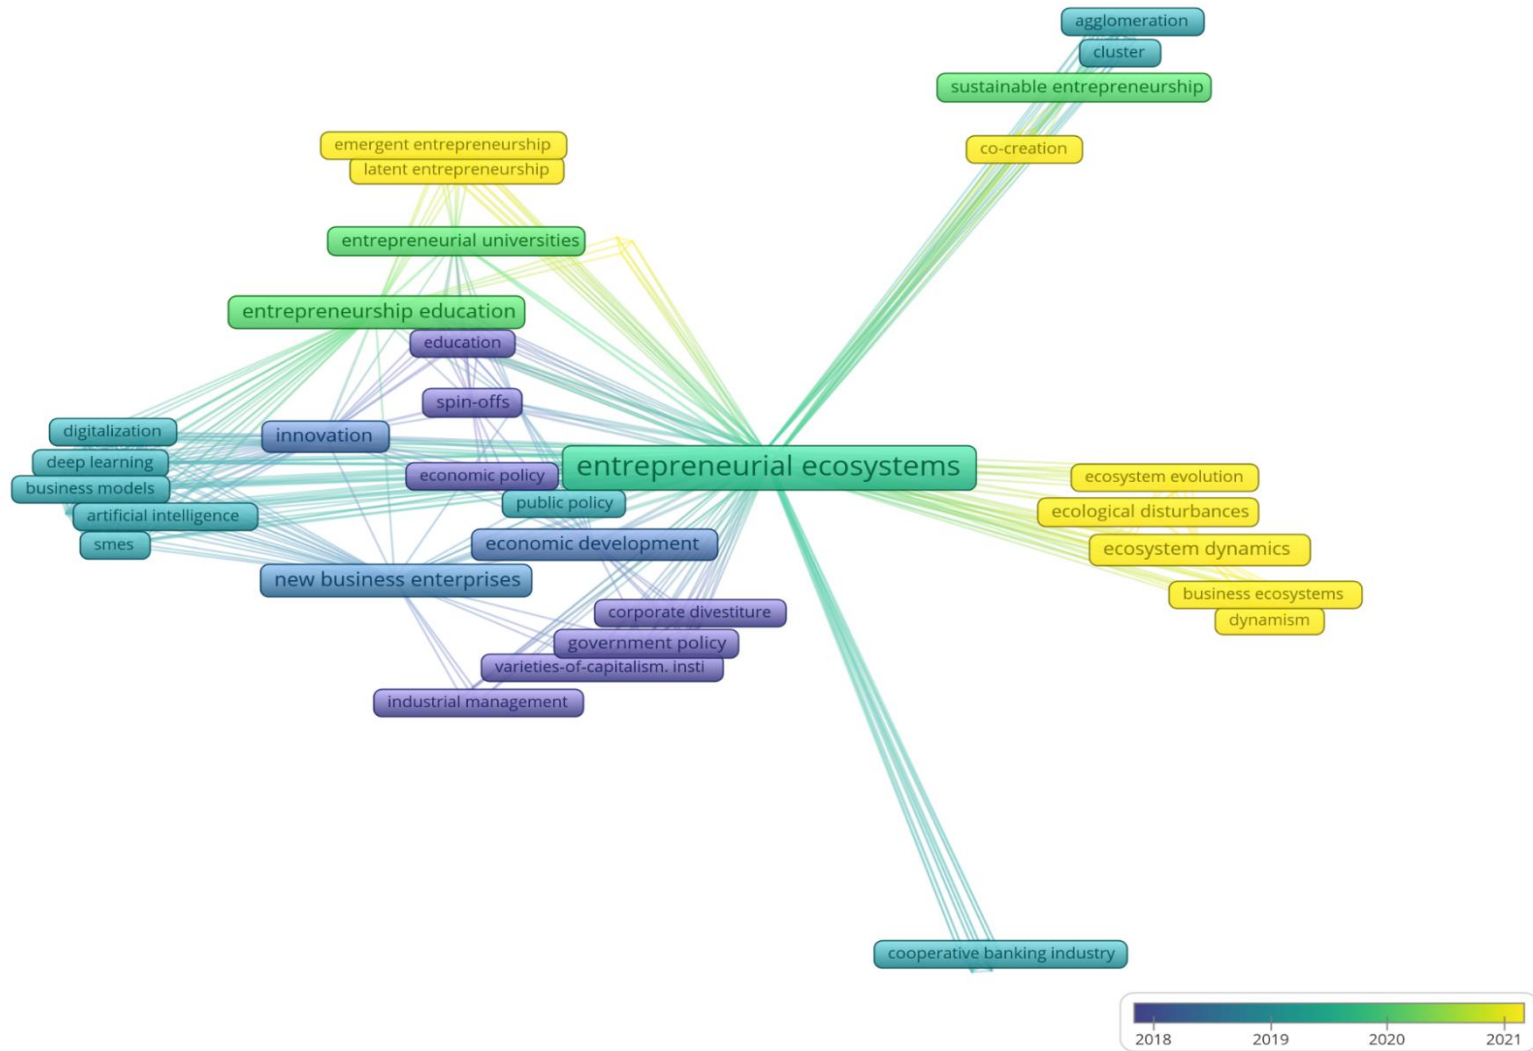 agglomeration
cluster
sustainable entrepreneurship
co-creation
emergent entrepreneurship
latent entrepreneurship
entrepreneurial universities
entrepreneurship education
education
spin-offs
digitalization
innovation
deep learning
economic policy
entrepreneurial ecosystems
ecosystem evolution
business models
public policy
ecological disturbances
artificial intelligence
smes
economic development
ecosystem dynamics
new business enterprises
business ecosystems
corporate divestiture
dynamism
government policy
varieties-of-capitalism. insti
industrial management
cooperative banking industry
2018 2019 2020 2021